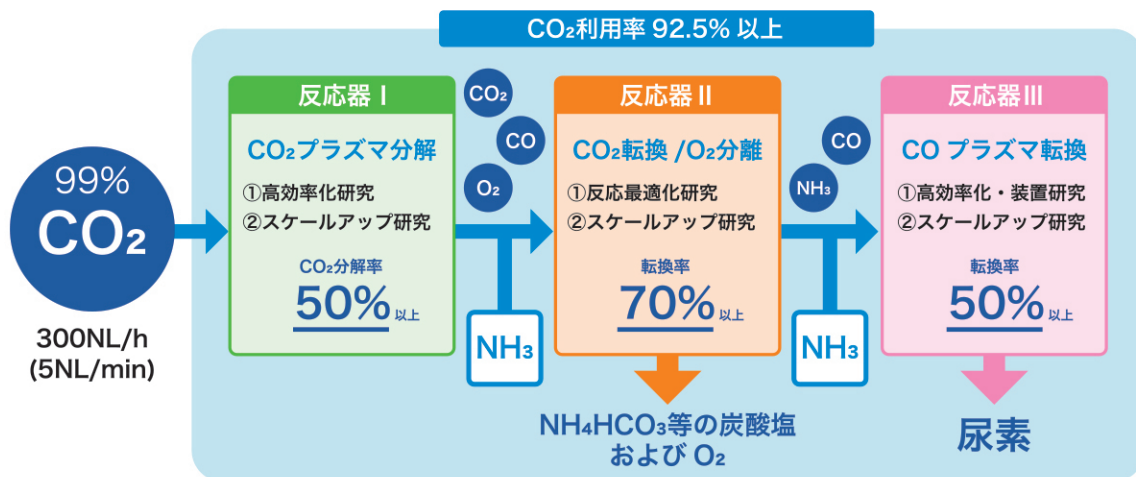 CO₂利用率 92.5% 以上
99%
CO₂
300NL/h
(5NL/min)
反応器Ⅰ
CO₂プラズマ分解
①高効率化研究
②スケールアップ研究
CO₂分解率
50% 以上
CO₂
CO
O₂
NH₃
反応器Ⅱ
CO₂転換 /O₂分離
①反応最適化研究
②スケールアップ研究
転換率
70% 以上
NH₄HCO₃等の炭酸塩
および O₂
CO
NH₃
NH₃
反応器Ⅲ
CO プラズマ転換
①高効率化・装置研究
②スケールアップ研究
転換率
50% 以上
尿素